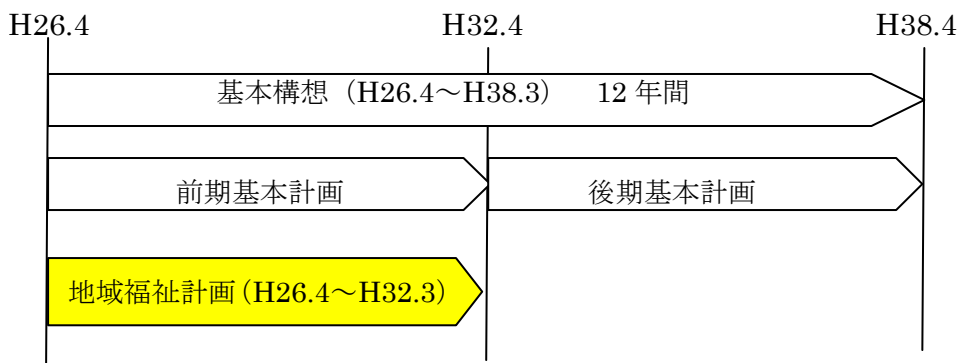 H26.4 H32.4 H38.4
基本構想（H26.4～H38.3） 12 年間
前期基本計画 後期基本計画
地域福祉計画（H26.4～H32.3）